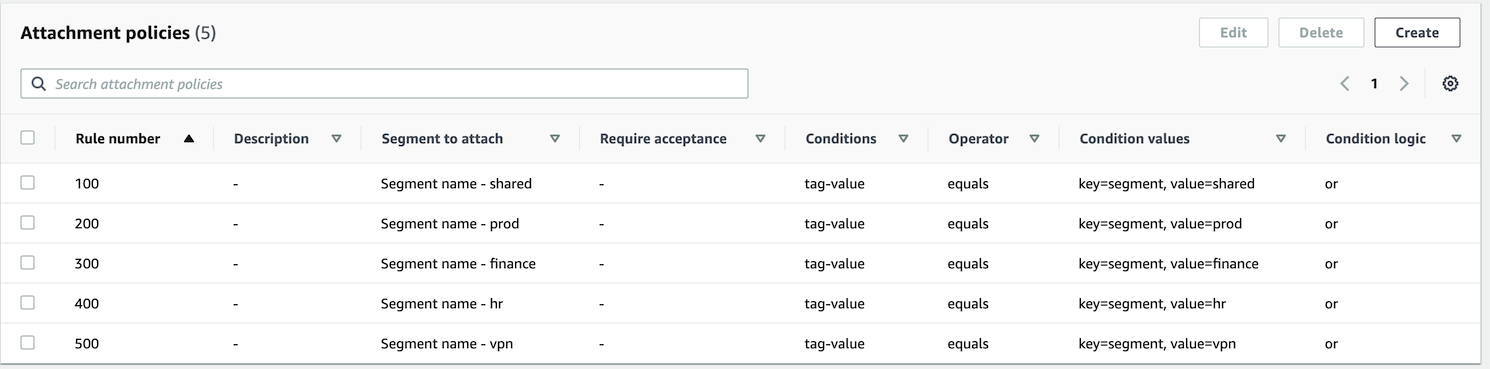 Attachment policies (5) Edit Delete Create
Search attachment policies 1
Rule number Description Segment to attach Require acceptance Conditions Operator Condition values Condition logic
100 - Segment name - shared - tag-value equals key=segment, value=shared or
200 - Segment name - prod - tag-value equals key=segment, value=prod or
300 - Segment name - finance - tag-value equals key=segment, value=finance or
400 - Segment name - hr - tag-value equals key=segment, value=hr or
500 - Segment name - vpn - tag-value equals key=segment, value=vpn or